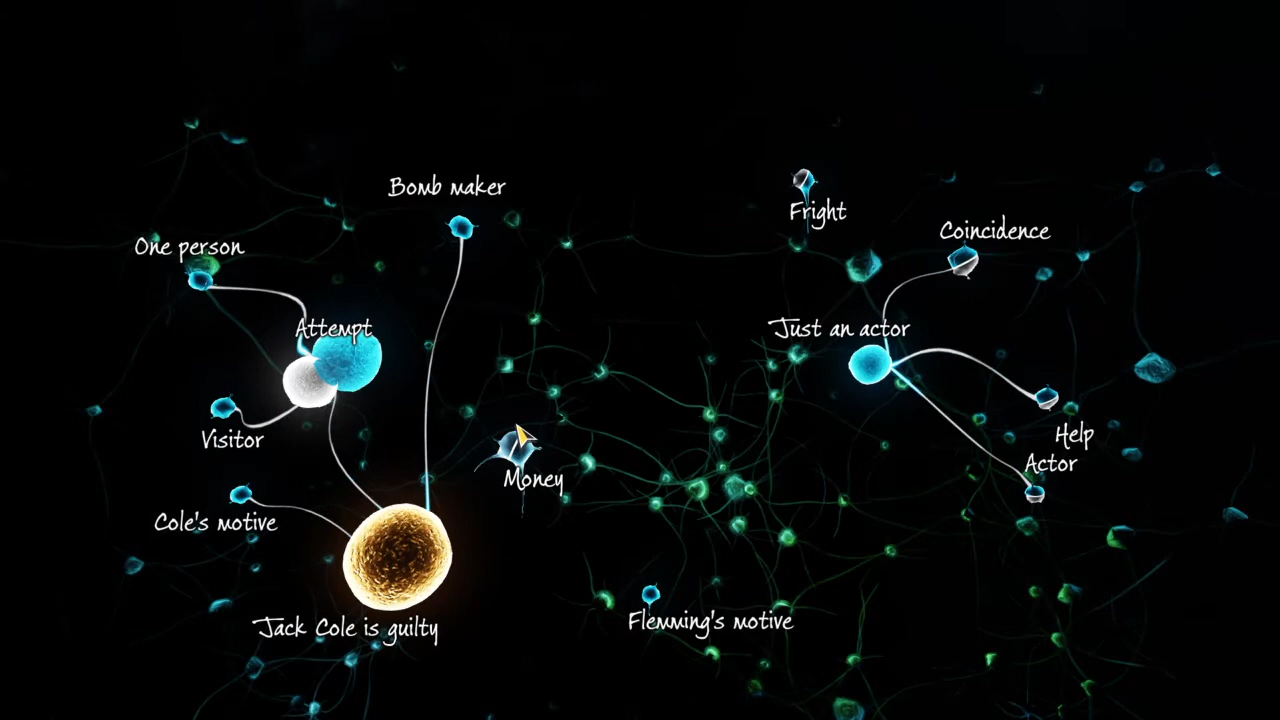 Bomb maker
Fright
Coincidence
One person
Attempt
Just an actor
Visitor
Help
Actor
Money
Cole's motive
Flemming's motive
Jack Cole is guilty